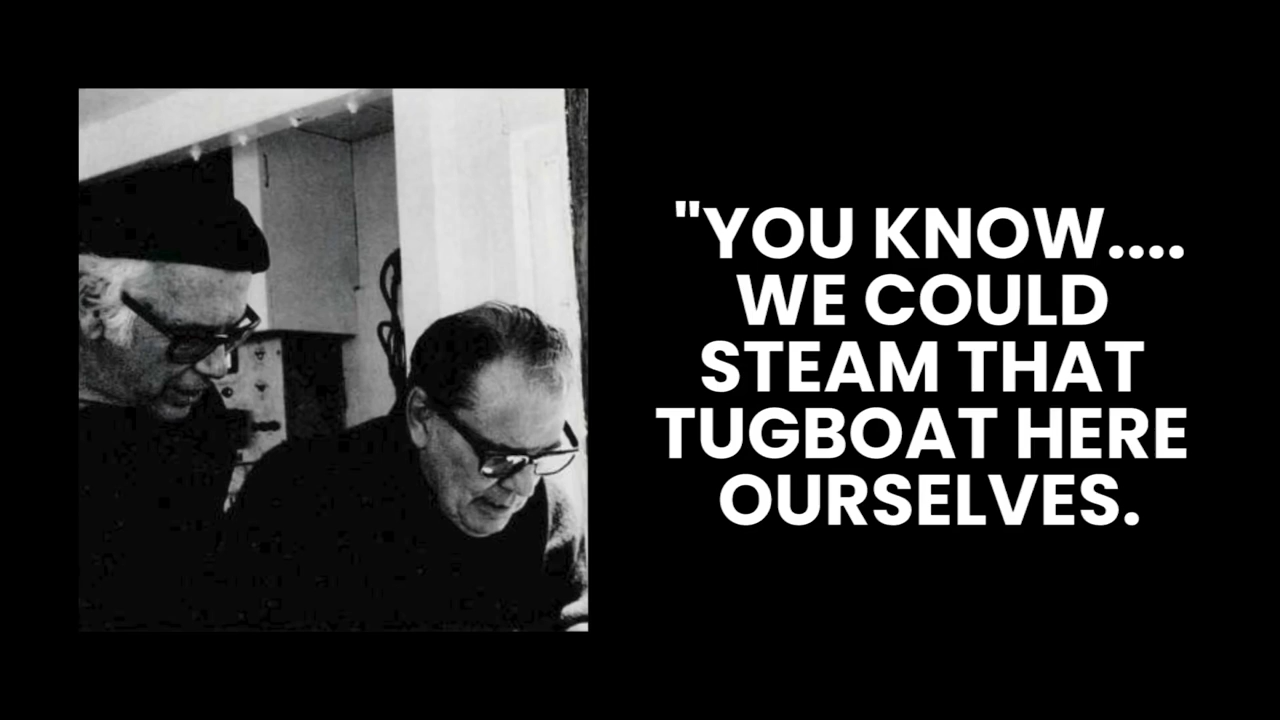 "YOU KNOW....
WE COULD
STEAM THAT
TUGBOAT HERE
OURSELVES.